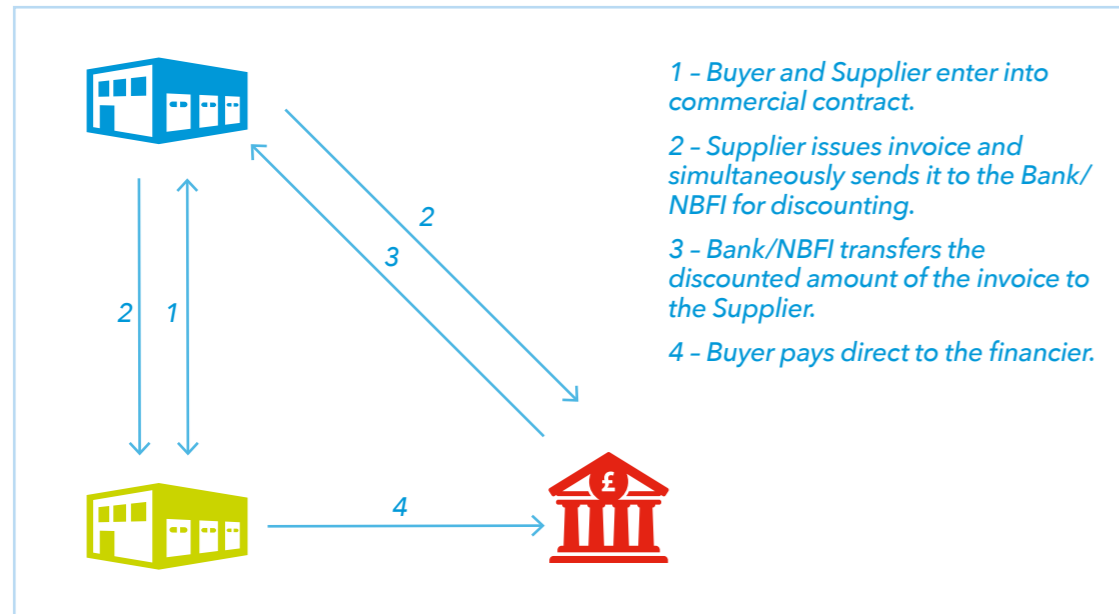 1 – Buyer and Supplier enter into
commercial contract.
2 – Supplier issues invoice and
simultaneously sends it to the Bank/
NBFI for discounting.
3 – Bank/NBFI transfers the
discounted amount of the invoice to
the Supplier.
4 – Buyer pays direct to the financier.
2
3
2
1
4
£